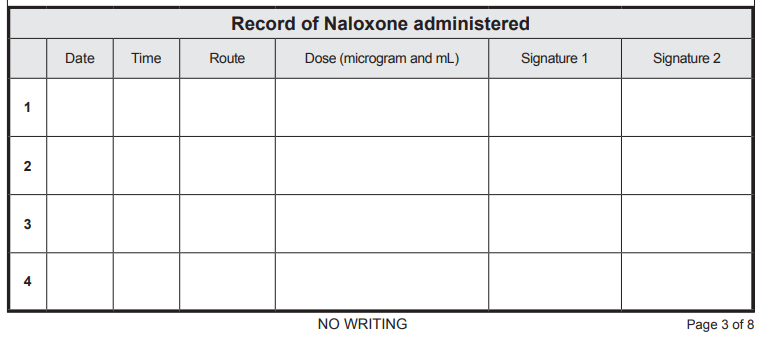 Record of Naloxone administered
Date Time Route Dose (microgram and mL) Signature 1 Signature 2
1
2
3
4
NO WRITING Page 3 of 8